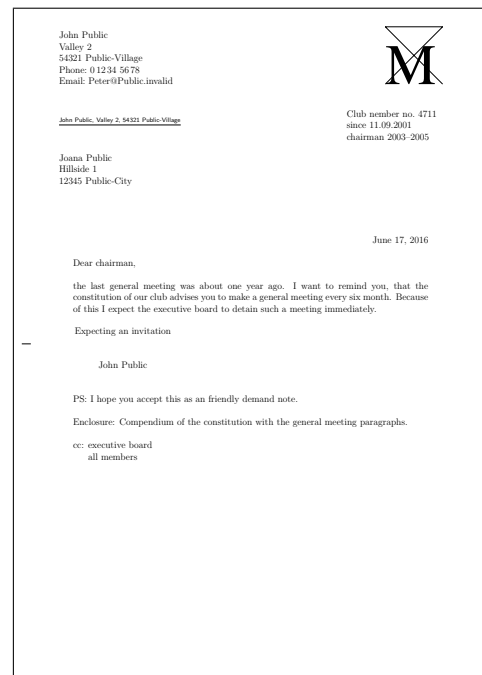 John Public
Valley 2
54321 Public-Village
Phone: 0 12 34 56 78
Email: Peter@Public.invalid
M
John Public, Valley 2, 54321 Public-Village
Club nember no. 4711
since 11.09.2001
chairman 2003–2005
Joana Public
Hillside 1
12345 Public-City
June 17, 2016
Dear chairman,
the last general meeting was about one year ago. I want to remind you, that the
constitution of our club advises you to make a general meeting every six month. Because
of this I expect the executive board to detain such a meeting immediately.
Expecting an invitation
John Public
PS: I hope you accept this as an friendly demand note.
Enclosure: Compendium of the constitution with the general meeting paragraphs.
cc: executive board
all members